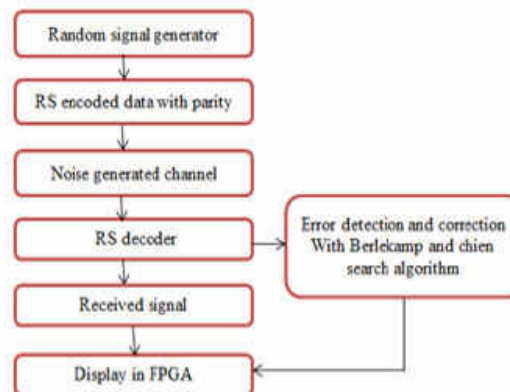 Random signal generator
RS encoded data with parity
Noise generated channel
RS decoder
Error detection and correction
With Berlekamp and chien
search algorithm
Received signal
Display in FPGA